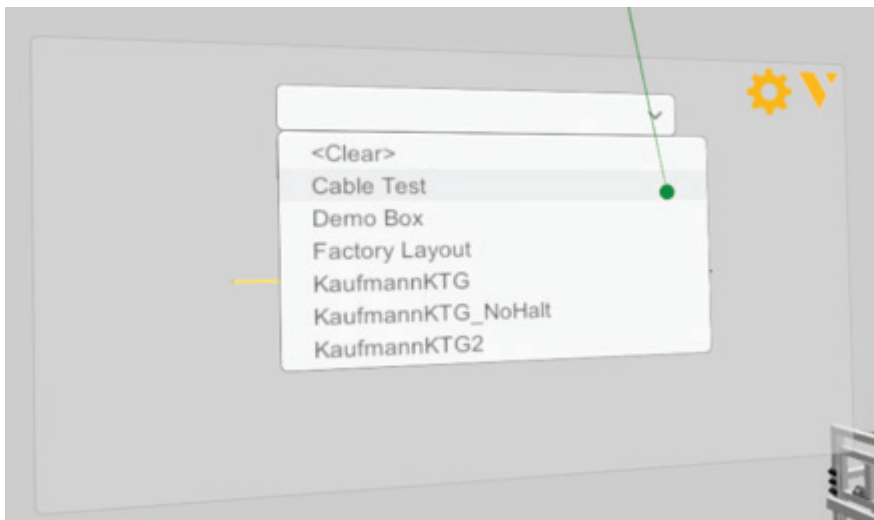 <Clear>
Cable Test
Demo Box
Factory Layout
KaufmannKTG
KaufmannKTG_NoHalt
KaufmannKTG2